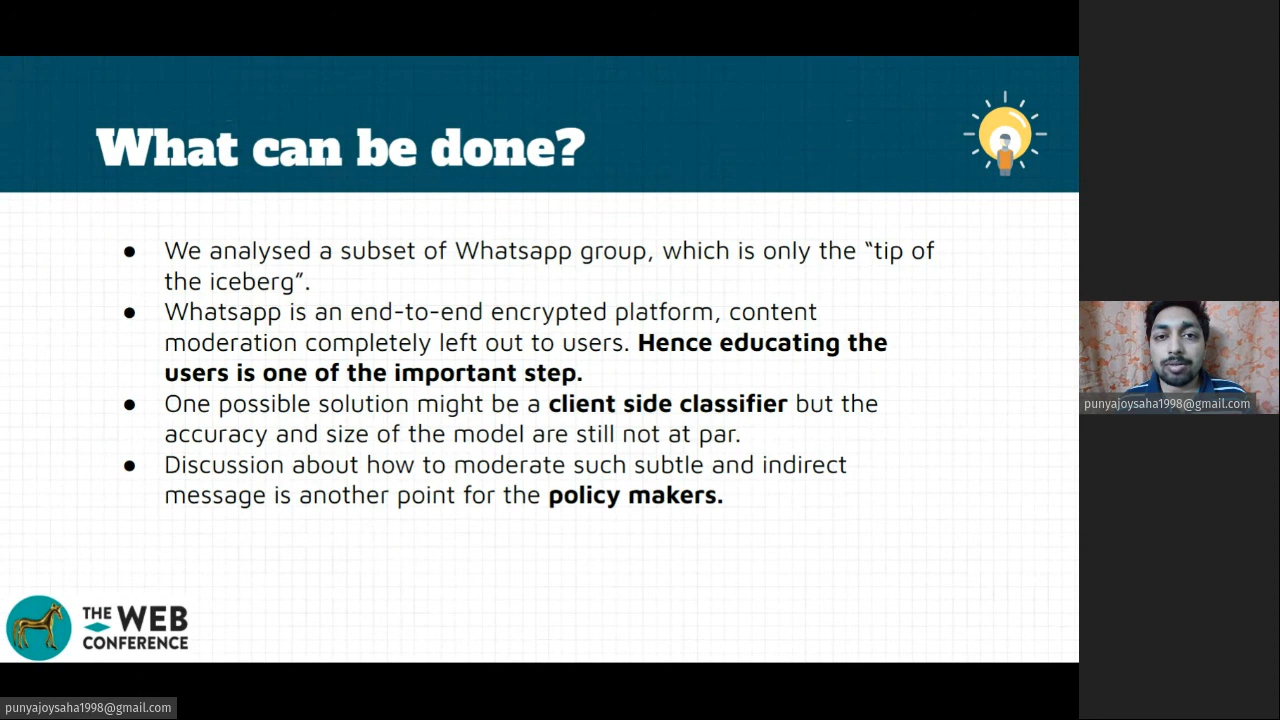 What can be done?
● We analysed a subset of Whatsapp group, which is only the “tip of
the iceberg”.
● Whatsapp is an end-to-end encrypted platform, content
moderation completely left out to users. Hence educating the
users is one of the important step.
● One possible solution might be a client side classifier but the
accuracy and size of the model are still not at par.
● Discussion about how to moderate such subtle and indirect
message is another point for the policy makers.
THE WEB
CONFERENCE
punyajoysaha1998@gmail.com
punyajoysaha1998@gmail.com